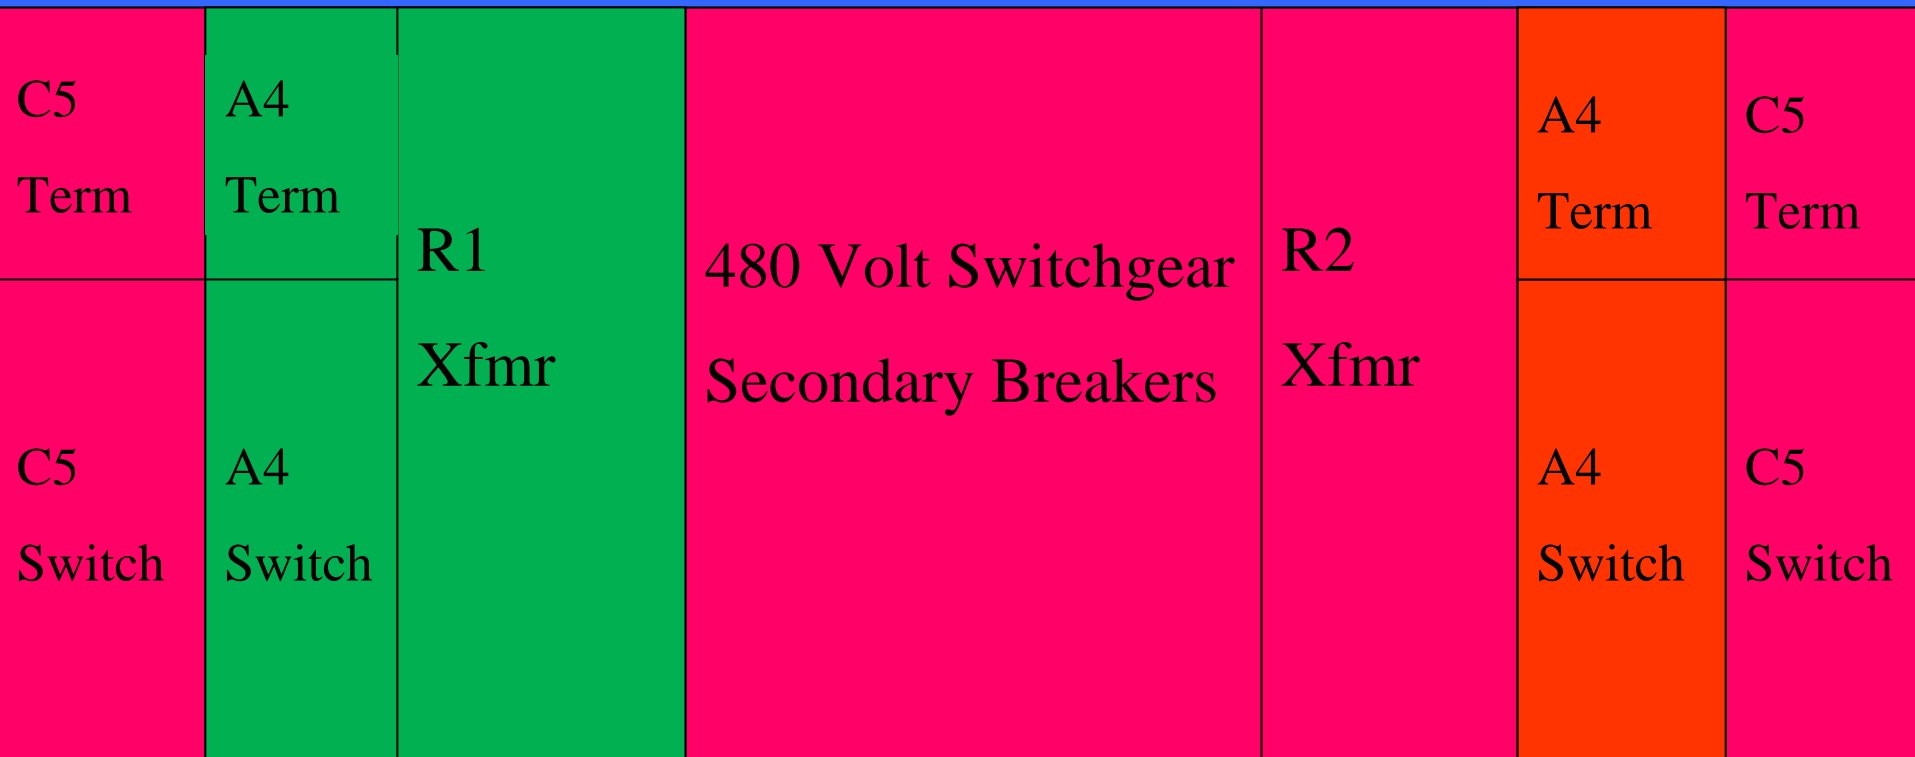 C5
Term
A4
Term
R1
Xfmr
480 Volt Switchgear
Secondary Breakers
R2
Xfmr
A4
Term
C5
Term
C5
Switch
A4
Switch
A4
Switch
C5
Switch